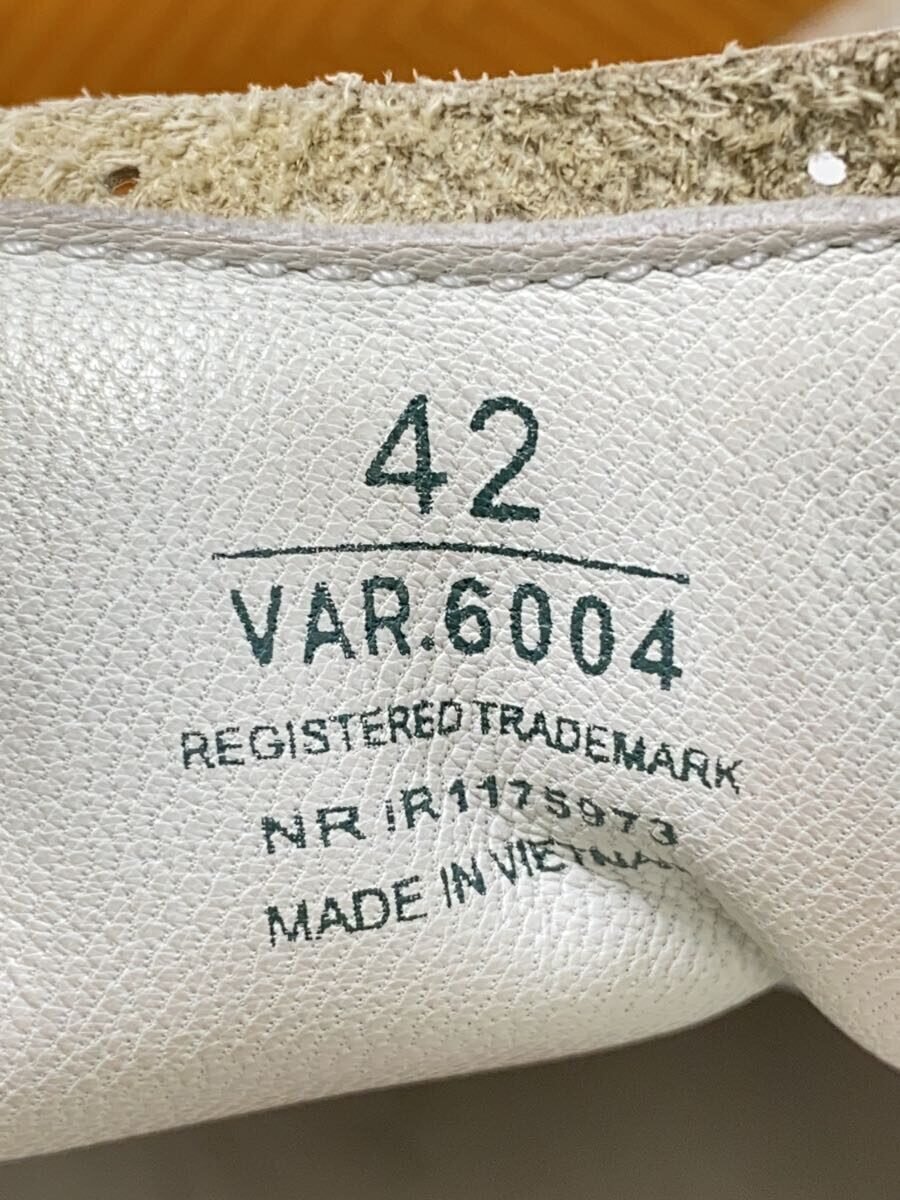 42
VAR.6004
REGISTERED TRADEMARK
NR IR1175973
MADE IN VIETNAM